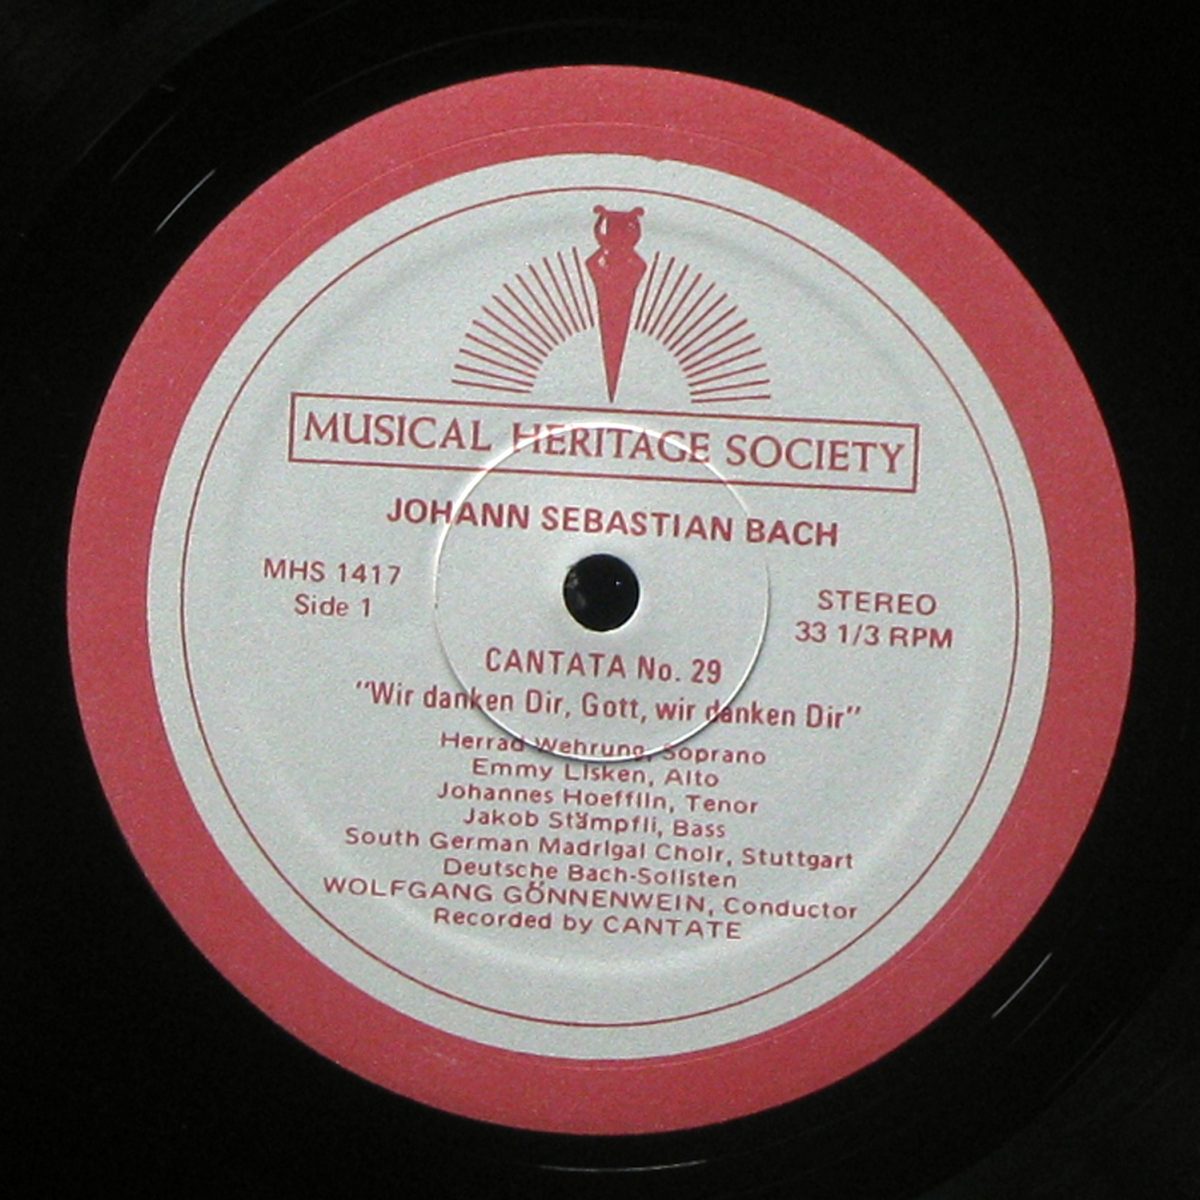 MUSICAL HERITAGE SOCIETY
JOHANN SEBASTIAN BACH
MHS 1417
Side 1
STEREO
33 1/3 RPM
CANTATA No. 29
"Wir danken Dir, Gott, wir danken Dir"
Herrad Wehrung, Soprano
Emmy Lisken, Alto
Johannes Hoefflin, Tenor
Jakob Stämpfli, Bass
South German Madrigal Choir, Stuttgart
Deutsche Bach-Solisten
WOLFGANG GÖNNENWEIN, Conductor
Recorded by CANTATE